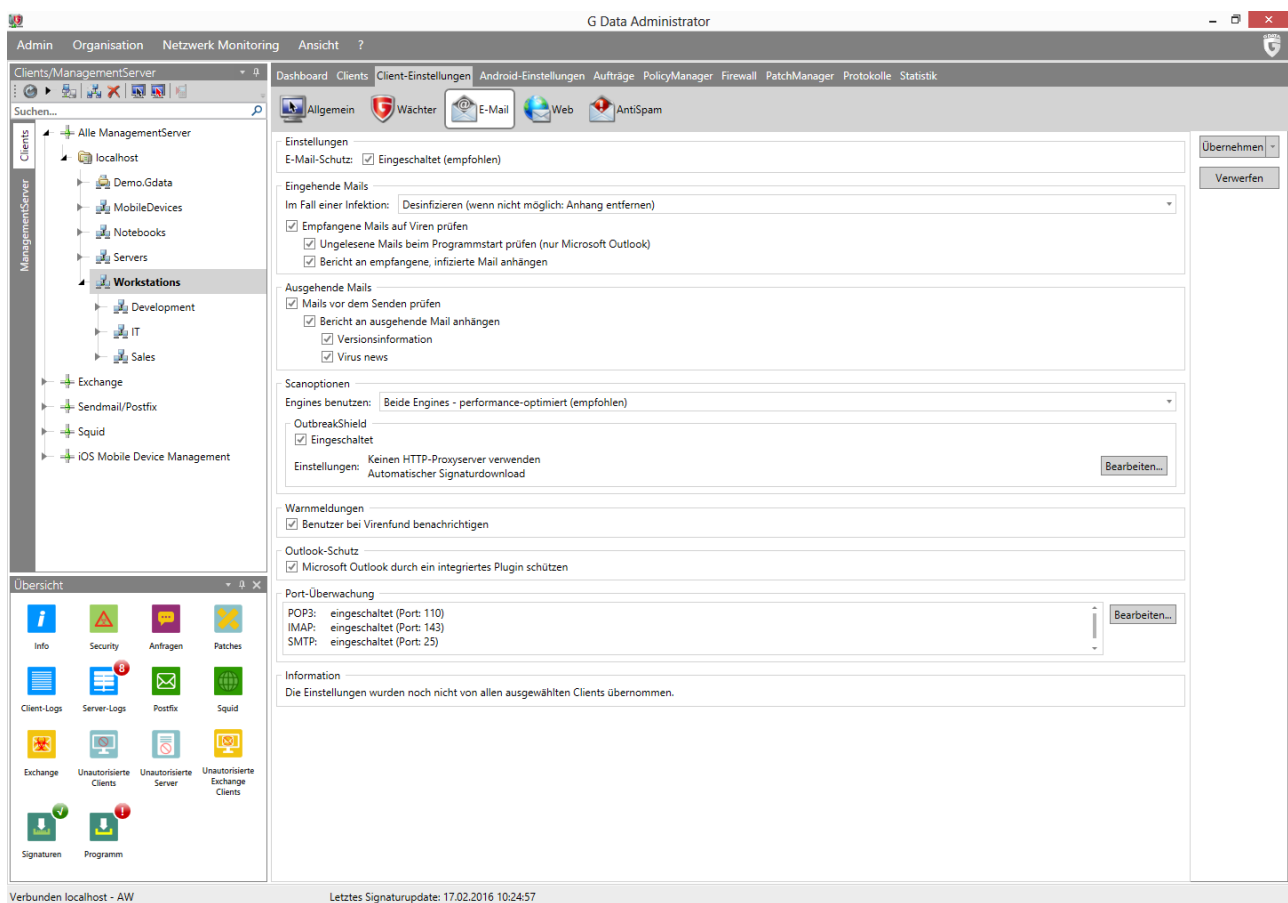 G Data Administrator
Admin Organisation Netzwerk Monitoring Ansicht ?
G DATA
Clients/ManagementServer
Suchen...
Clients
ManagementServer
Alle ManagementServer
localhost
Demo.Gdata
MobileDevices
Notebooks
Servers
Workstations
Development
IT
Sales
Exchange
Sendmail/Postfix
Squid
iOS Mobile Device Management
Übersicht
Info Security Anfragen Patches
8
Client-Logs Server-Logs Postfix Squid
Exchange Unautorisierte Clients Unautorisierte Server Unautorisierte Exchange Clients
Signaturen Programm
Dashboard Clients Client-Einstellungen Android-Einstellungen Aufträge PolicyManager Firewall PatchManager Protokolle Statistik
Allgemein Wächter E-Mail Web AntiSpam
Einstellungen
E-Mail-Schutz: Eingeschaltet (empfohlen)
Eingehende Mails
Im Fall einer Infektion: Desinfizieren (wenn nicht möglich: Anhang entfernen)
Empfangene Mails auf Viren prüfen
Ungelesene Mails beim Programmstart prüfen (nur Microsoft Outlook)
Bericht an empfangene, infizierte Mail anhängen
Ausgehende Mails
Mails vor dem Senden prüfen
Bericht an ausgehende Mail anhängen
Versionsinformation
Virus news
Scanoptionen
Engines benutzen: Beide Engines - performance-optimiert (empfohlen)
OutbreakShield
Eingeschaltet
Einstellungen: Keinen HTTP-Proxyserver verwenden
Automatischer Signaturdownload
Bearbeiten...
Warnmeldungen
Benutzer bei Virenfund benachrichtigen
Outlook-Schutz
Microsoft Outlook durch ein integriertes Plugin schützen
Port-Überwachung
POP3: eingeschaltet (Port: 110)
IMAP: eingeschaltet (Port: 143)
SMTP: eingeschaltet (Port: 25)
Bearbeiten...
Information
Die Einstellungen wurden noch nicht von allen ausgewählten Clients übernommen.
Übernehmen
Verwerfen
Verbunden localhost - AW Letztes Signaturupdate: 17.02.2016 10:24:57